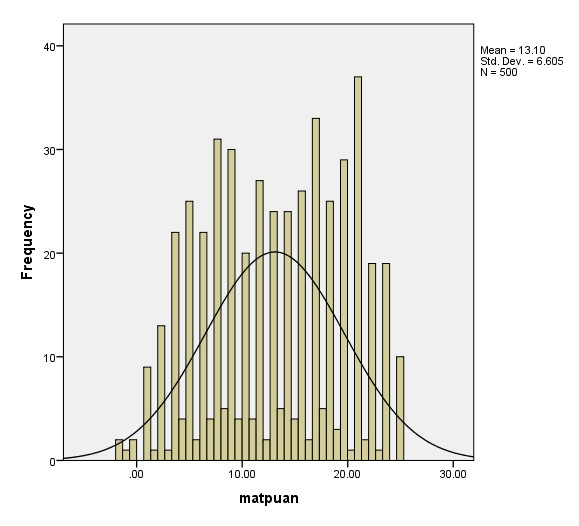 Mean = 13.10
Std. Dev. = 6.605
N = 500
40
30
20
10
0
Frequency
.00
10.00
20.00
30.00
matpuan